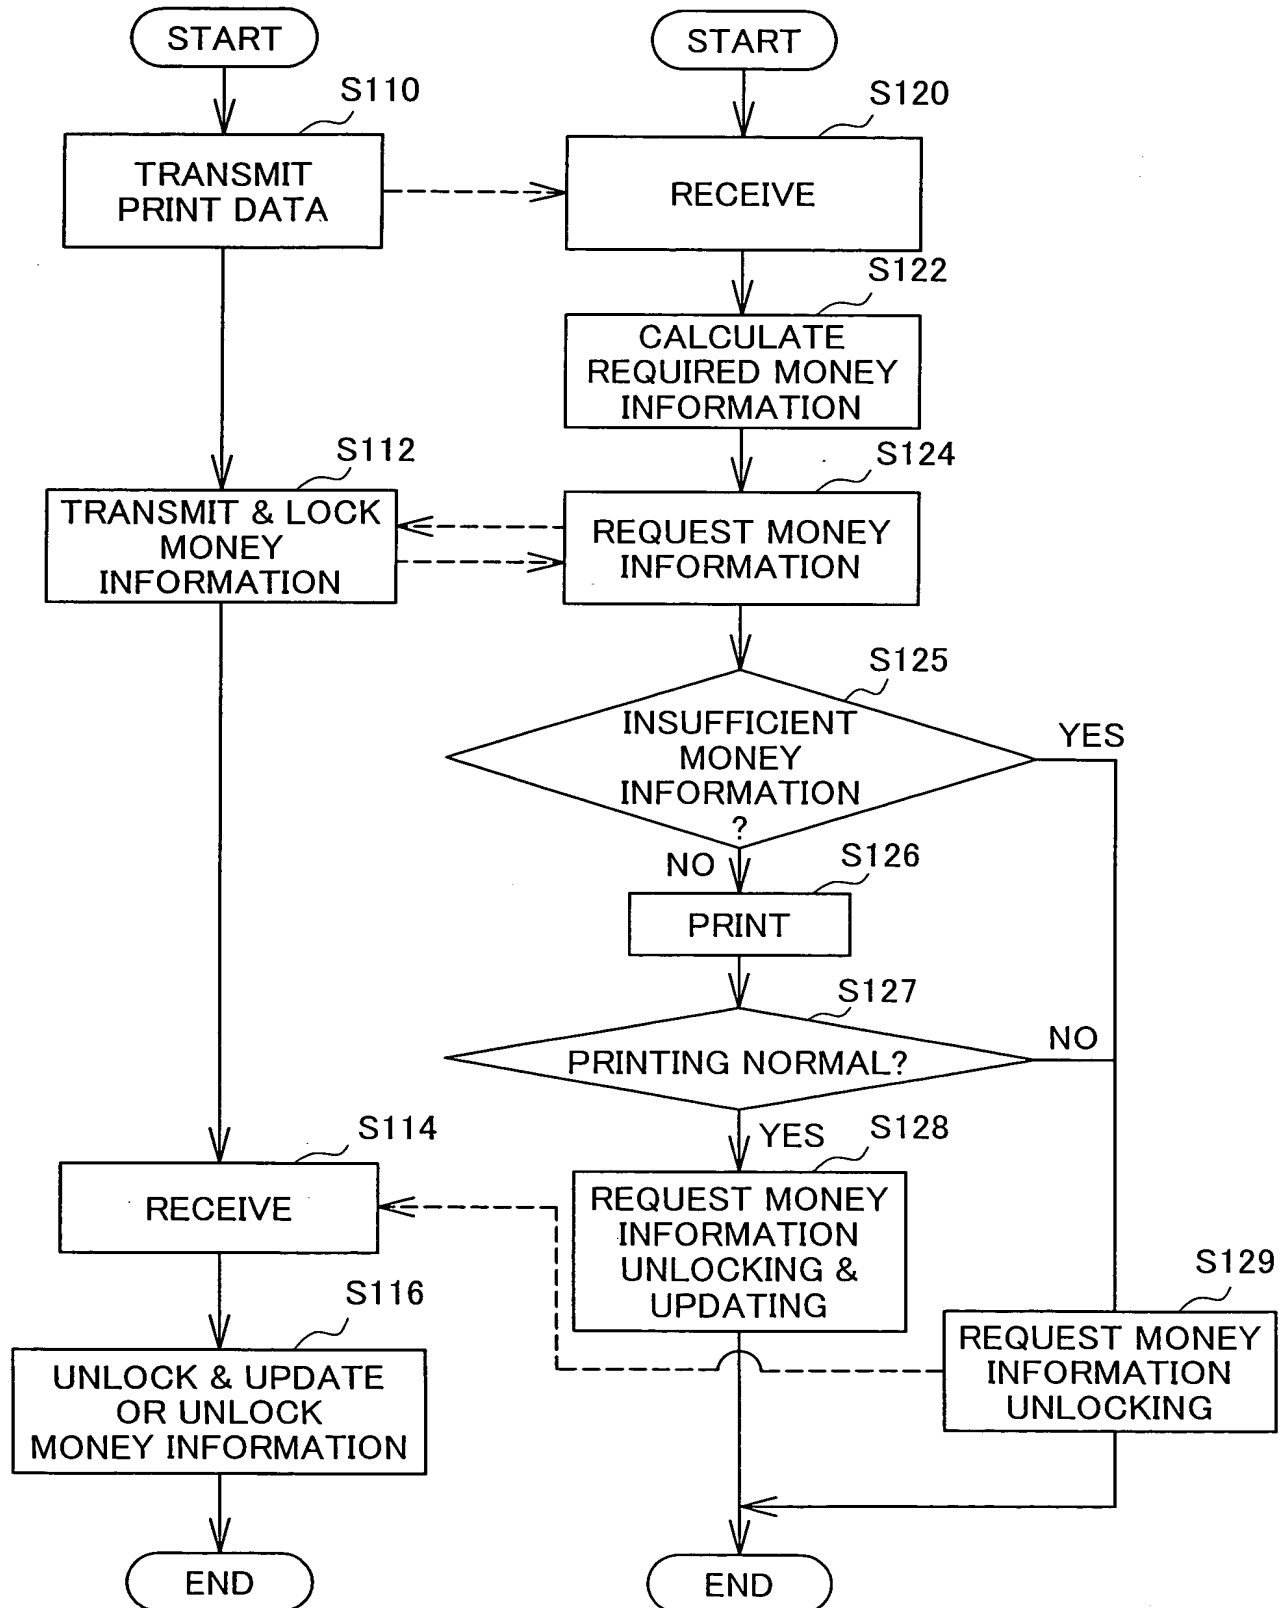 START
START
S110
S120
TRANSMIT
PRINT DATA
RECEIVE
S122
CALCULATE
REQUIRED MONEY
INFORMATION
S112
S124
TRANSMIT & LOCK
MONEY
INFORMATION
REQUEST MONEY
INFORMATION
S125
INSUFFICIENT
MONEY
INFORMATION
?
YES
NO
S126
PRINT
S127
PRINTING NORMAL?
NO
YES
S114
S128
RECEIVE
REQUEST MONEY
INFORMATION
UNLOCKING &
UPDATING
S129
S116
REQUEST MONEY
INFORMATION
UNLOCKING
UNLOCK & UPDATE
OR UNLOCK
MONEY INFORMATION
END
END